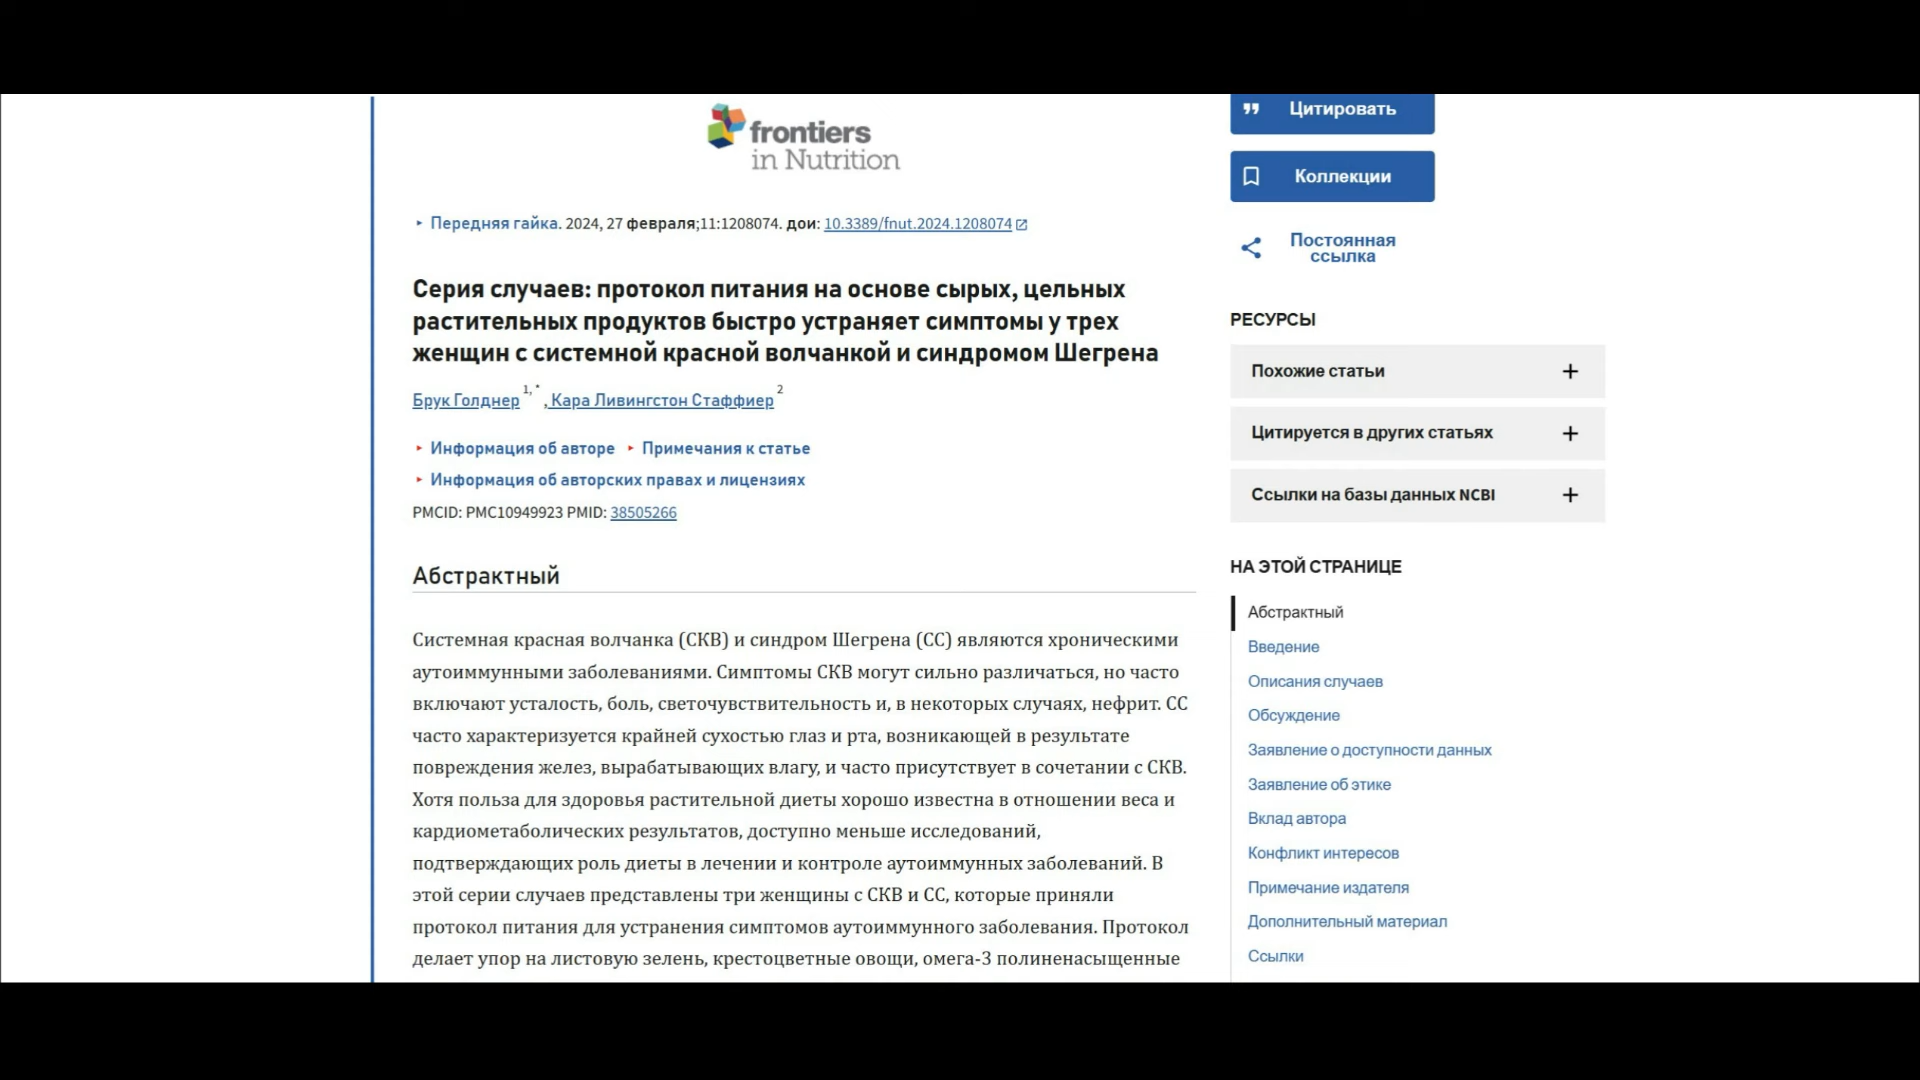 frontiers
in Nutrition
Передняя гайка. 2024, 27 февраля;11:1208074. дои: 10.3389/fnut.2024.1208074
Серия случаев: протокол питания на основе сырых, цельных
растительных продуктов быстро устраняет симптомы у трех
женщин с системной красной волчанкой и синдромом Шегрена
Брук Голднер 1, * , Кара Ливингстон Стаффиер 2
Информация об авторе Примечания к статье
Информация об авторских правах и лицензиях
PMCID: PMC10949923 PMID: 38505266
Абстрактный
Системная красная волчанка (СКВ) и синдром Шегрена (СС) являются хроническими
аутоиммунными заболеваниями. Симптомы СКВ могут сильно различаться, но часто
включают усталость, боль, светочувствительность и, в некоторых случаях, нефрит. СС
часто характеризуется крайней сухостью глаз и рта, возникающей в результате
повреждения желез, вырабатывающих влагу, и часто присутствует в сочетании с СКВ.
Хотя польза для здоровья растительной диеты хорошо известна в отношении веса и
кардиометаболических результатов, доступно меньше исследований,
подтверждающих роль диеты в лечении и контроле аутоиммунных заболеваний. В
этой серии случаев представлены три женщины с СКВ и СС, которые приняли
протокол питания для устранения симптомов аутоиммунного заболевания. Протокол
делает упор на листовую зелень, крестоцветные овощи, омега-3 полиненасыщенные
Цитировать
Коллекции
Постоянная
ссылка
РЕСУРСЫ
Похожие статьи
Цитируется в других статьях
Ссылки на базы данных NCBI
НА ЭТОЙ СТРАНИЦЕ
Абстрактный
Введение
Описания случаев
Обсуждение
Заявление о доступности данных
Заявление об этике
Вклад автора
Конфликт интересов
Примечание издателя
Дополнительный материал
Ссылки